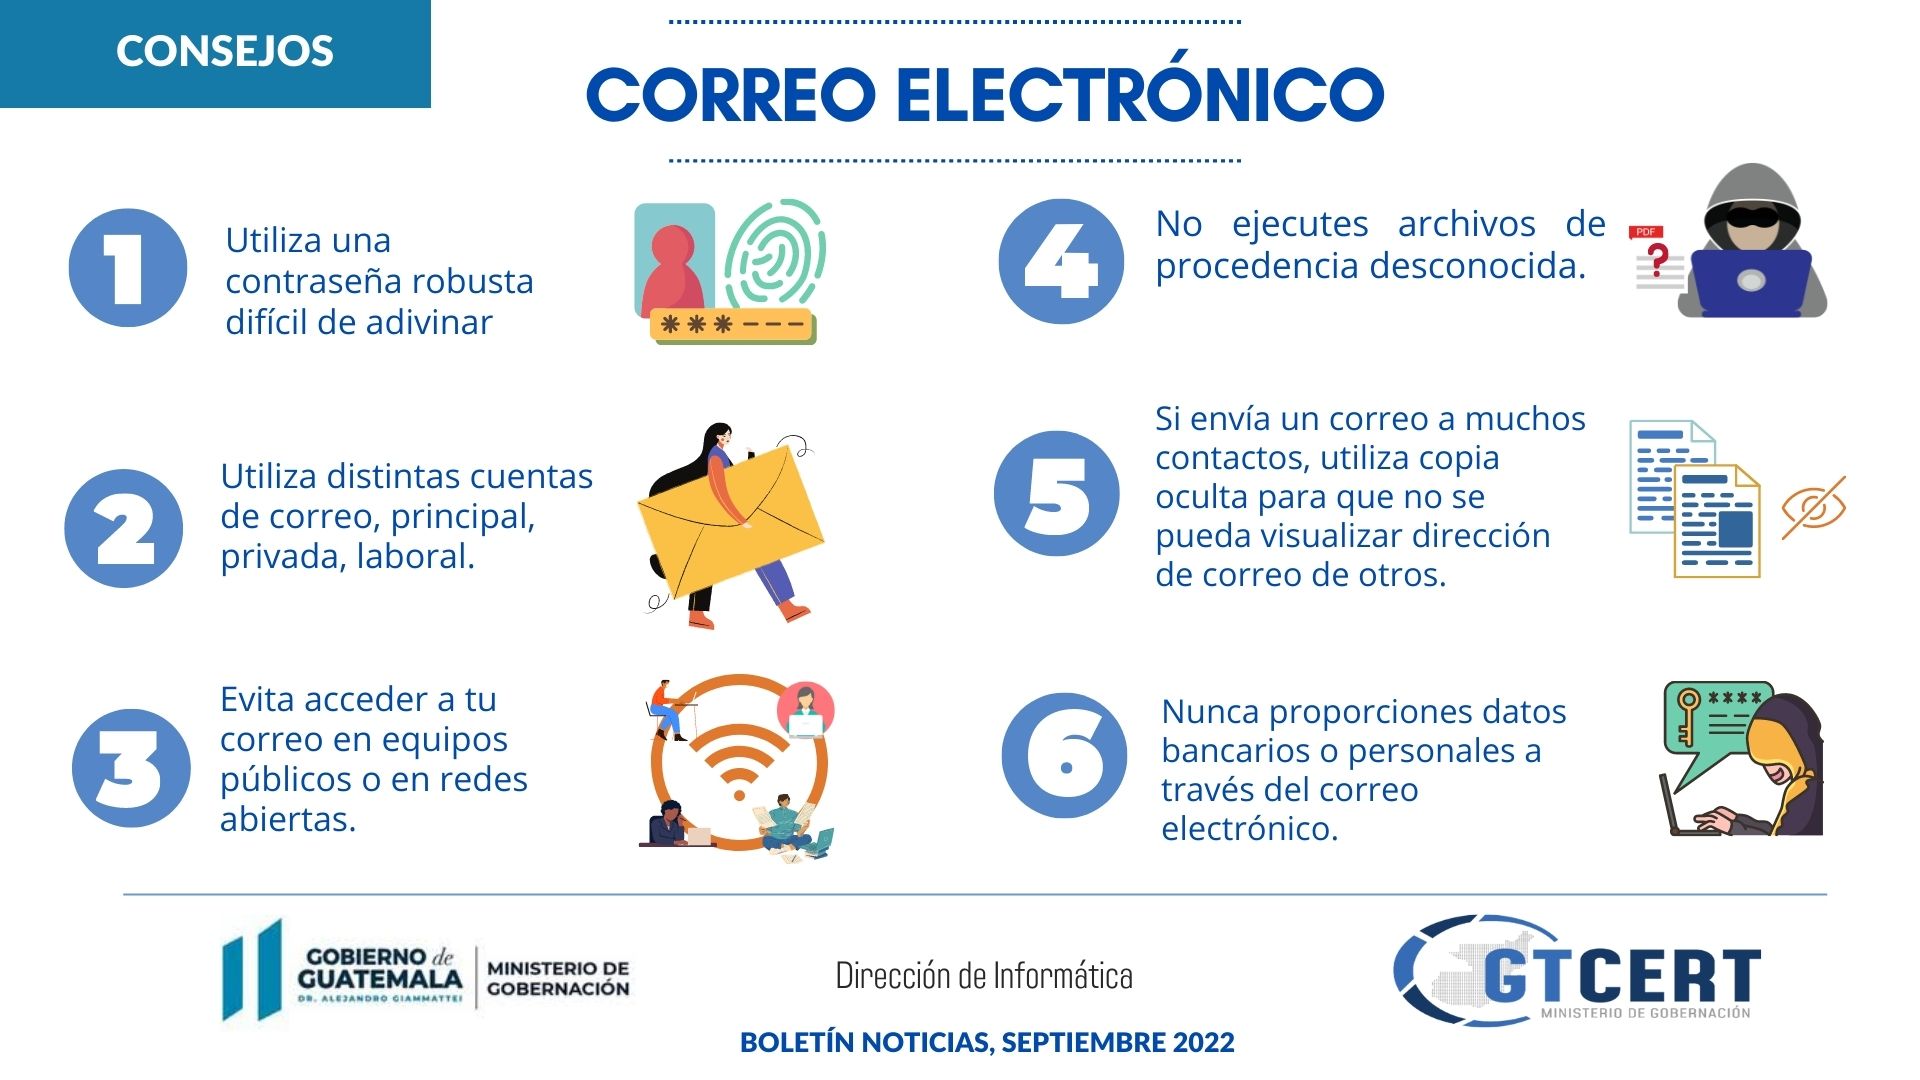 CONSEJOS
CORREO ELECTRÓNICO
1
Utiliza una
contraseña robusta
difícil de adivinar
2
Utiliza distintas cuentas
de correo, principal,
privada, laboral.
3
Evita acceder a tu
correo en equipos
públicos o en redes
abiertas.
4
No ejecutes archivos de
procedencia desconocida.
PDF
?
5
Si envía un correo a muchos
contactos, utiliza copia
oculta para que no se
pueda visualizar dirección
de correo de otros.
6
Nunca proporciones datos
bancarios o personales a
través del correo
electrónico.
GOBIERNO de
GUATEMALA
DR. ALEJANDRO GIAMMATTEI
MINISTERIO DE
GOBERNACIÓN
Dirección de Informática
BOLETÍN NOTICIAS, SEPTIEMBRE 2022
GTCERT
MINISTERIO DE GOBERNACIÓN